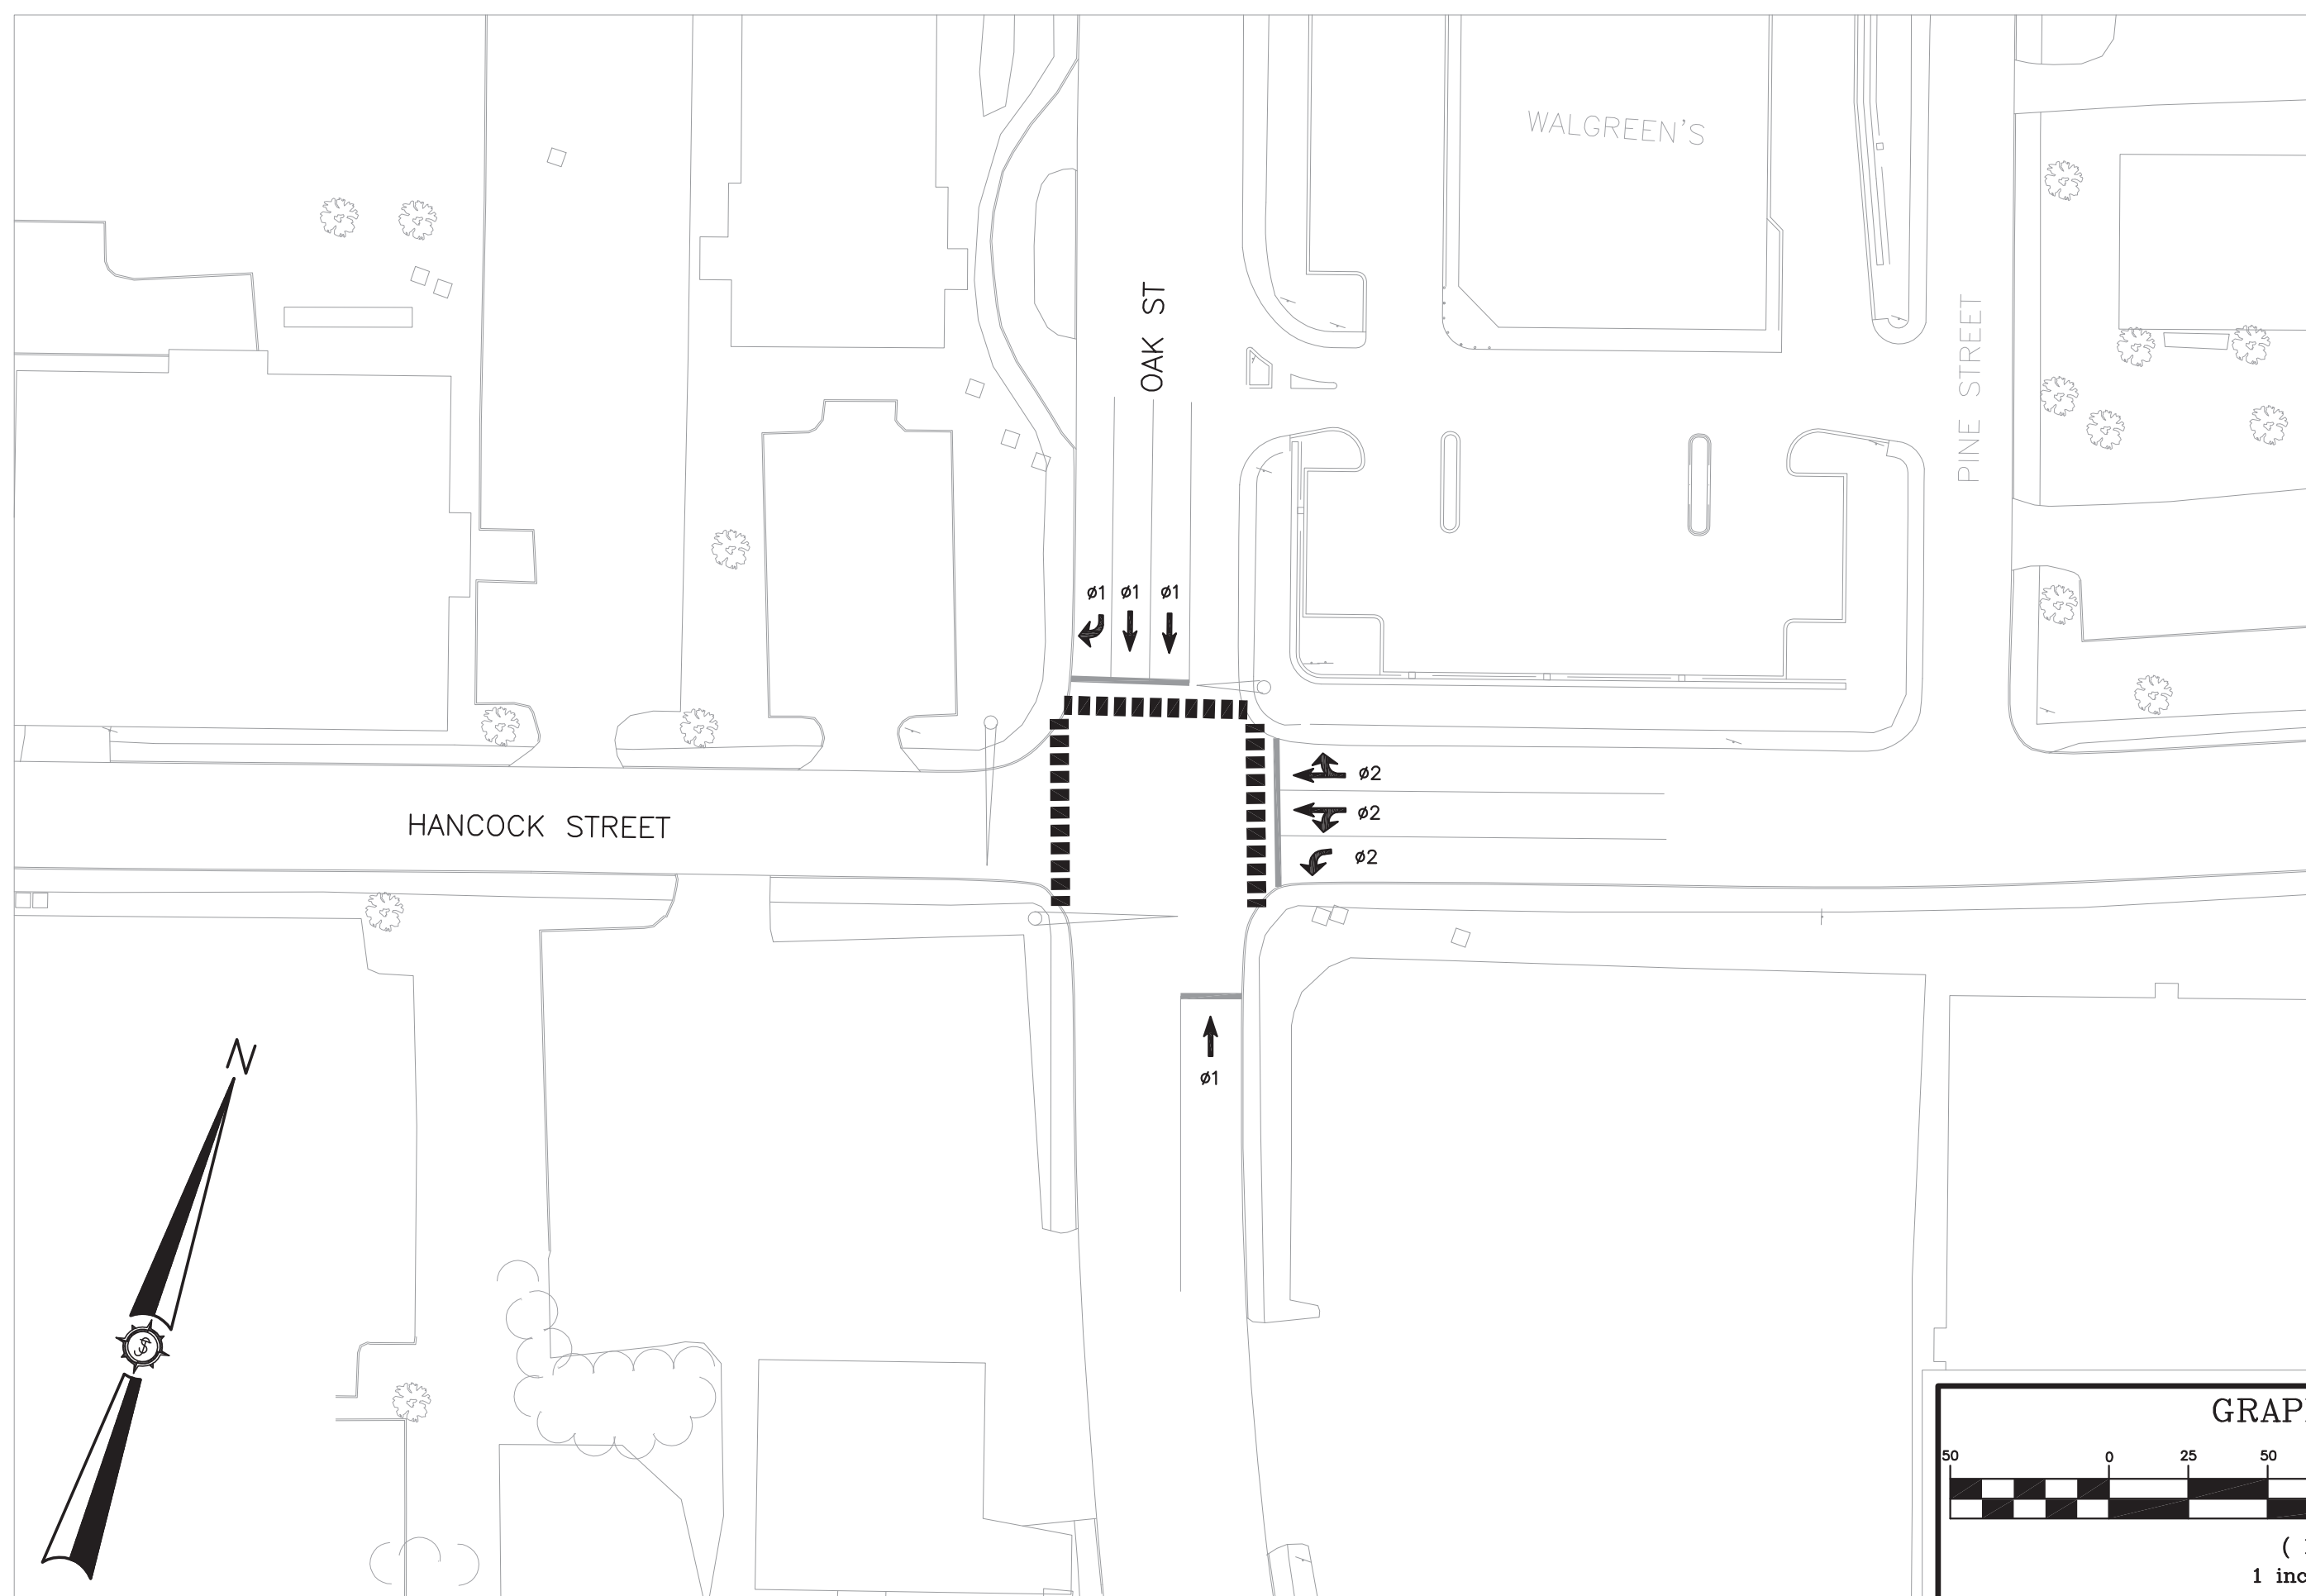 WALGREEN'S
OAK ST
PINE STREET
ø1 ø1 ø1
ø2
HANCOCK STREET
ø2
ø2
N
ø1
GRAP
50 0 25 50
(
1 inc